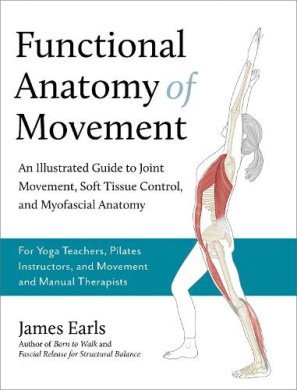 Functional
Anatomy of
Movement
An Illustrated Guide to Joint
Movement, Soft Tissue Control,
and Myofascial Anatomy
For Yoga Teachers, Pilates
Instructors, and Movement
and Manual Therapists
James Earls
Author of Born to Walk and
Fascial Release for Structural Balance